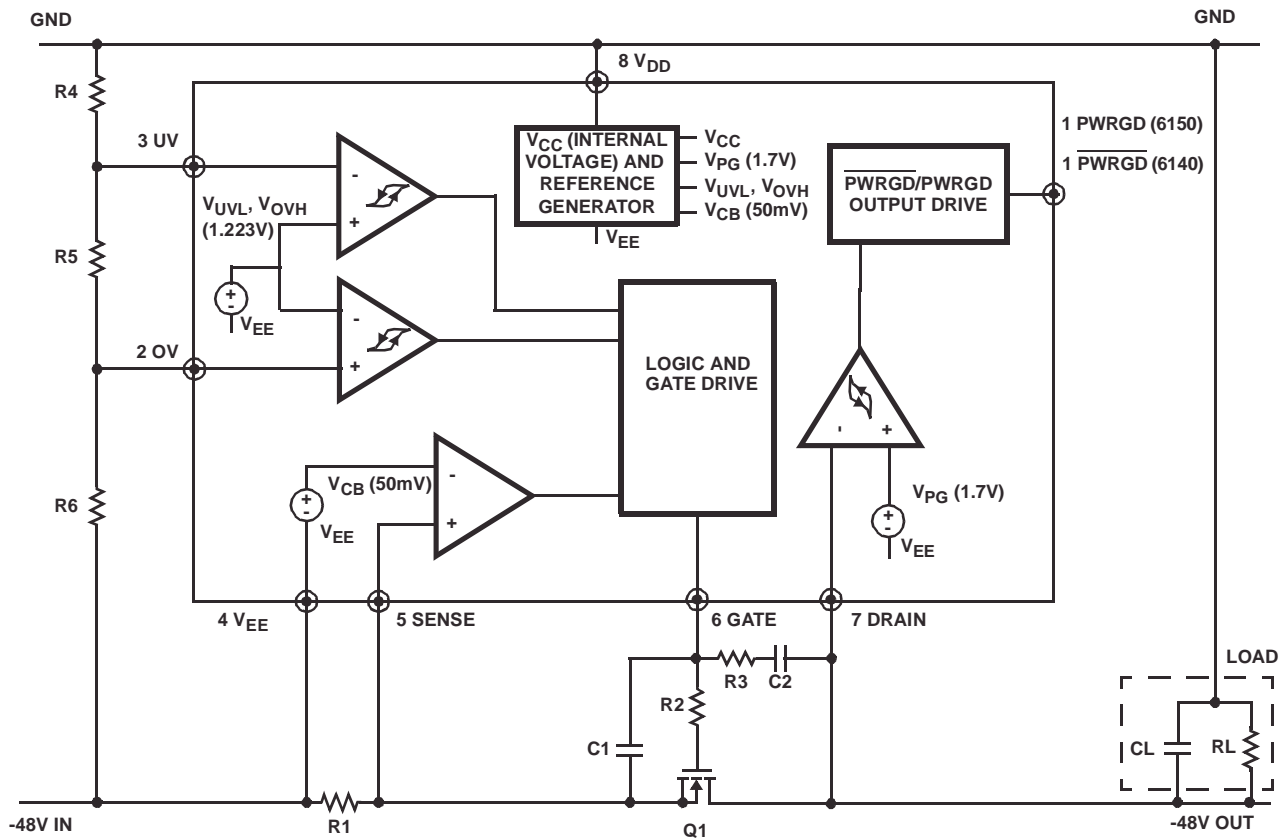 GND
GND
8 VDD
R4
1 PWRGD (6150)
3 UV
VCC (INTERNAL
VOLTAGE) AND
REFERENCE
GENERATOR
VCC
VPG (1.7V)
VUVL, VOVH
VCB (50mV)
VEE
1 PWRGD (6140)
PWRGD/PWRGD
OUTPUT DRIVE
-
+
VUVL, VOVH
(1.223V)
R5
+
-
VEE
-
+
2 OV
LOGIC AND
GATE DRIVE
-
+
R6
VCB (50mV)
+
-
VEE
-
+
VPG (1.7V)
+
-
VEE
4 VEE
5 SENSE
6 GATE
7 DRAIN
LOAD
R3
C2
R2
C1
CL
RL
-48V IN
R1
Q1
-48V OUT